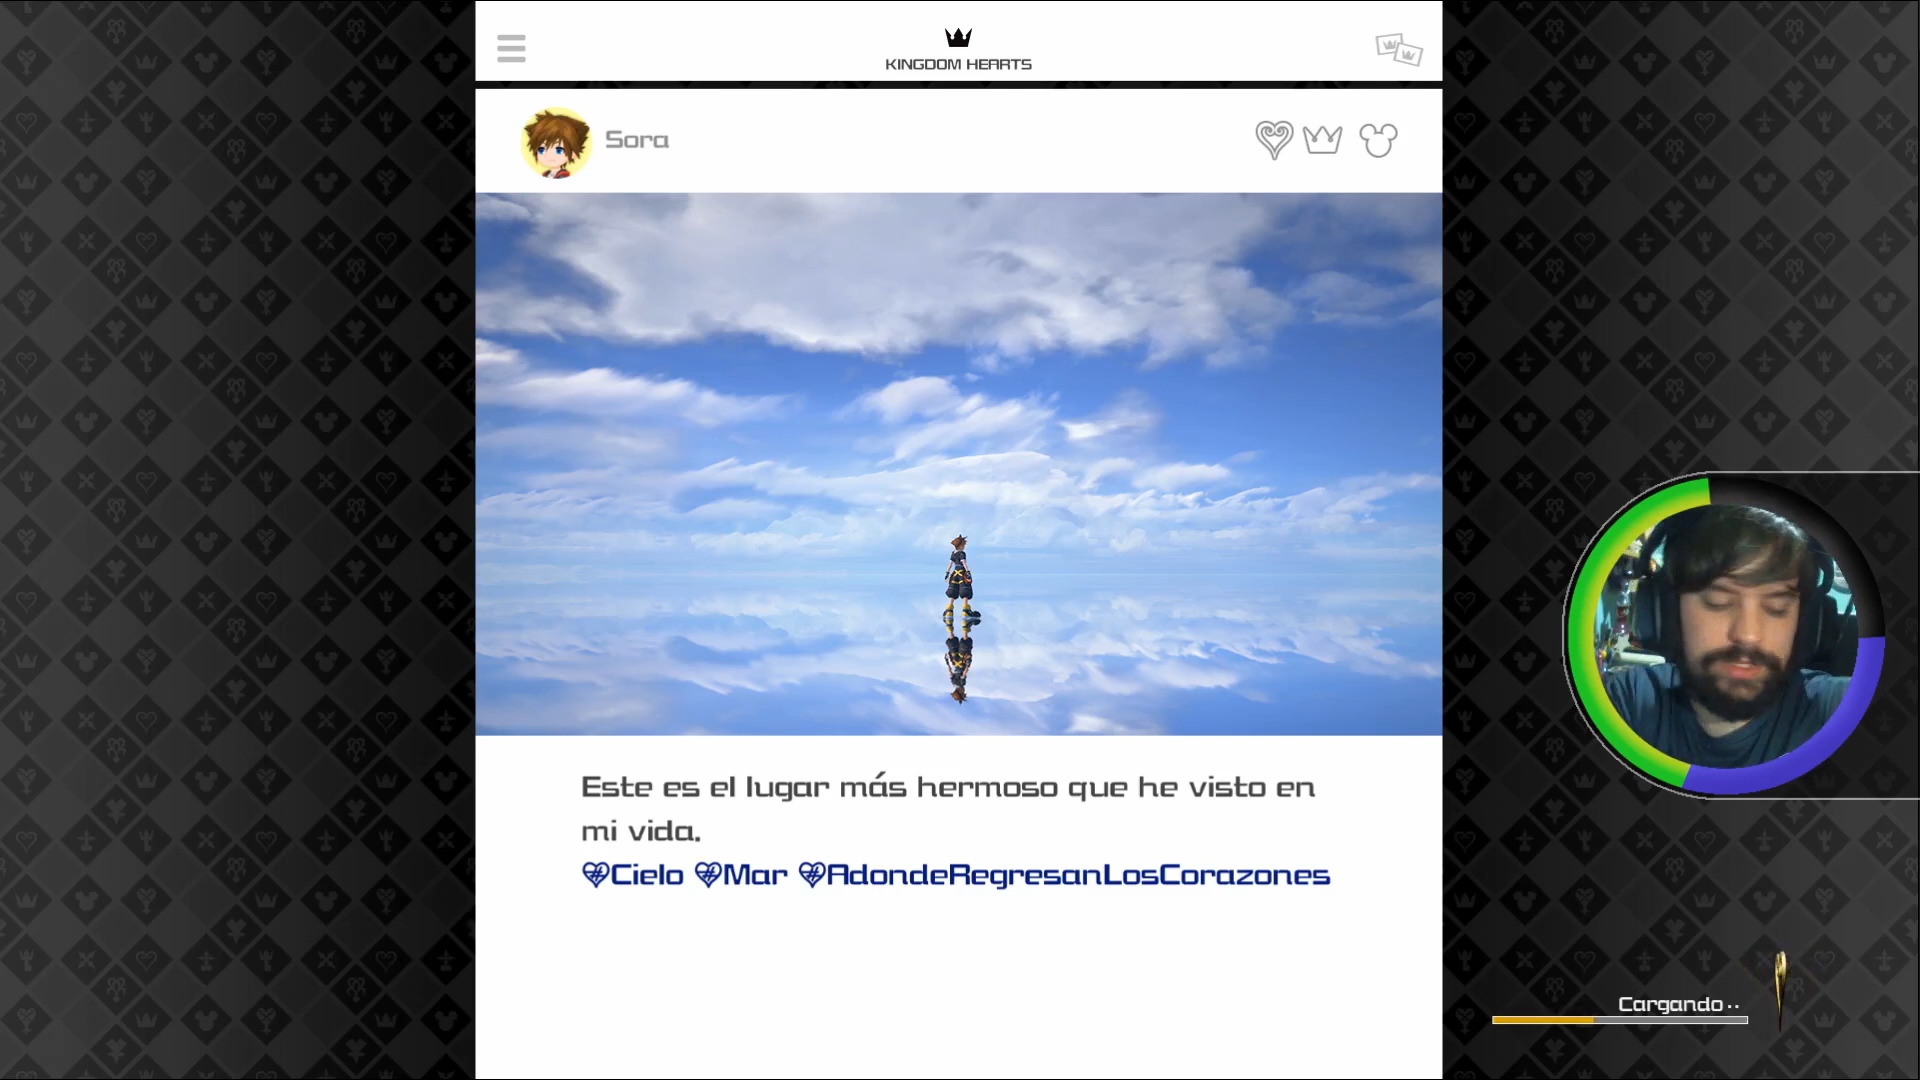 KINGDOM HEARTS
Sora
Este es el lugar más hermoso que he visto en
mi vida.
#Cielo #Mar #AdondeRegresanLosCorazones
Cargando..